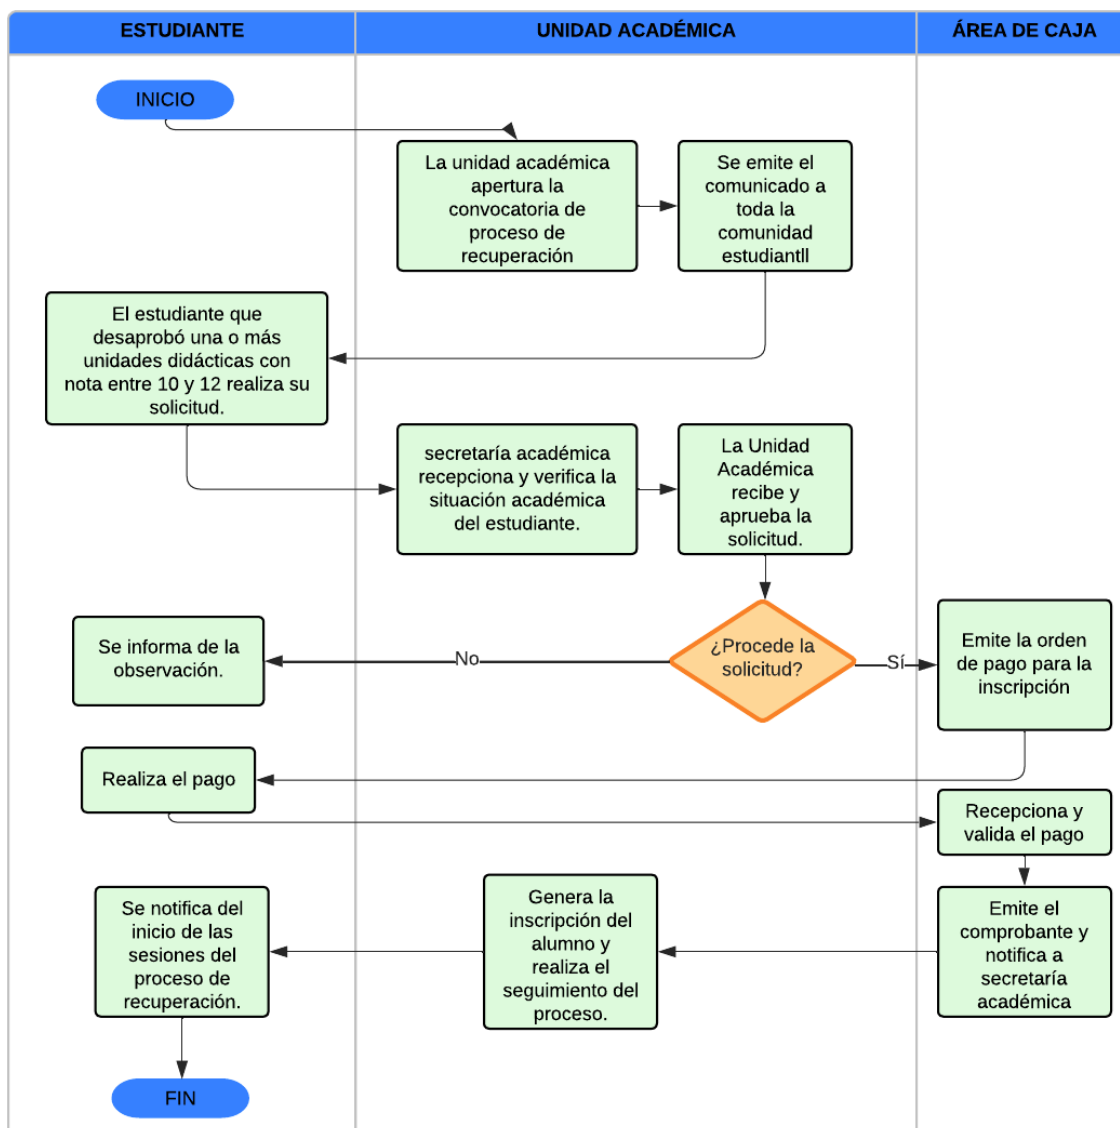 ESTUDIANTE
UNIDAD ACADÉMICA
ÁREA DE CAJA
INICIO
La unidad académica
apertura la
convocatoria de
proceso de
recuperación
Se emite el
comunicado a
toda la
comunidad
estudiantll
El estudiante que
desaprobó una o más
unidades didácticas con
nota entre 10 y 12 realiza su
solicitud.
secretaría académica
recepciona y verifica la
situación académica
del estudiante.
La Unidad
Académica
recibe y
aprueba la
solicitud.
¿Procede la
solicitud?
No
Sí
Se informa de la
observación.
Emite la orden
de pago para la
inscripción
Realiza el pago
Recepciona y
valida el pago
Emite el
comprobante y
notifica a
secretaría
académica
Genera la
inscripción del
alumno y
realiza el
seguimiento del
proceso.
Se notifica del
inicio de las
sesiones del
proceso de
recuperación.
FIN